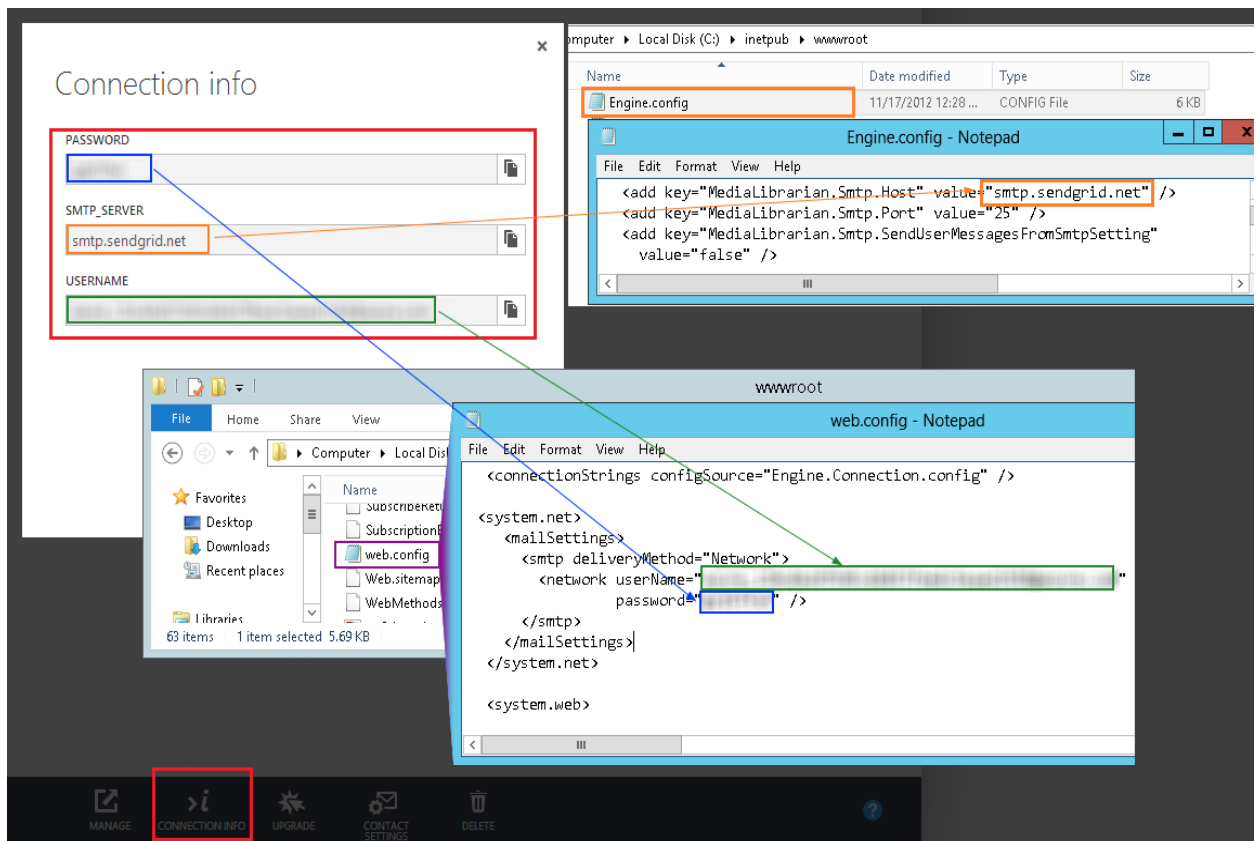 Connection info
PASSWORD
SMTP_SERVER
smtp.sendgrid.net
USERNAME
omputer ▸ Local Disk (C:) ▸ inetpub ▸ wwwroot
Name Date modified Type Size
Engine.config 11/17/2012 12:28 ... CONFIG File 6 KB
Engine.config - Notepad
File Edit Format View Help
<add key="MediaLibrarian.Smtp.Host" value="smtp.sendgrid.net" />
<add key="MediaLibrarian.Smtp.Port" value="25" />
<add key="MediaLibrarian.Smtp.SendUserMessagesFromSmtpSetting"
value="false" />
wwwroot
File Home Share View
Computer ▸ Local Dis
Favorites
Desktop
Downloads
Recent places
Libraries
Name
SubscribeRet
Subscription
web.config
Web.sitemap
WebMethods
63 items 1 item selected 5.69 KB
web.config - Notepad
File Edit Format View Help
<connectionStrings configSource="Engine.Connection.config" />
<system.net>
<mailSettings>
<smtp deliveryMethod="Network">
<network userName=" "
password=" " />
</smtp>
</mailSettings>
</system.net>
<system.web>
MANAGE
CONNECTION INFO
UPGRADE
CONTACT
SETTINGS
DELETE
?